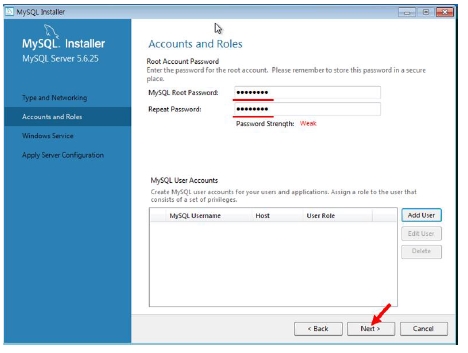 MySQL Installer
MySQL. Installer
MySQL Server 5.6.25
Type and Networking
Accounts and Roles
Windows Service
Apply Server Configuration
Accounts and Roles
Root Account Password
Enter the password for the root account. Please remember to store this password in a secure
place.
MySQL Root Password: ●●●●●●●●
Repeat Password: ●●●●●●●●
Password Strength: Weak
MySQL User Accounts
Create MySQL user accounts for your users and applications. Assign a role to the user that
consists of a set of privileges.
MySQL Username Host User Role
Add User
Edit User
Delete
< Back Next > Cancel